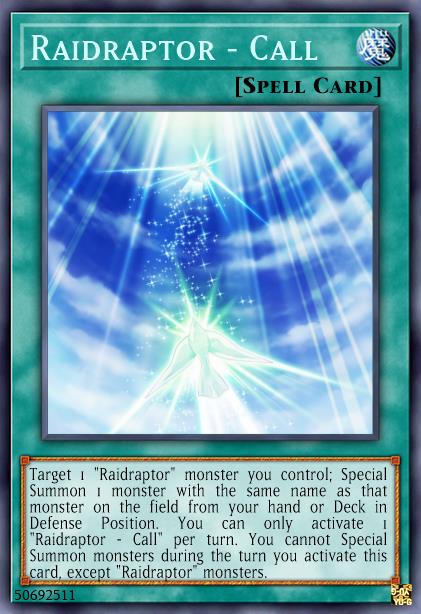 Raidraptor - Call
魔
[Spell Card]
Target 1 "Raidraptor" monster you control; Special
Summon 1 monster with the same name as that
monster on the field from your hand or Deck in
Defense Position. You can only activate 1
"Raidraptor - Call" per turn. You cannot Special
Summon monsters during the turn you activate this
card, except "Raidraptor" monsters.
50692511